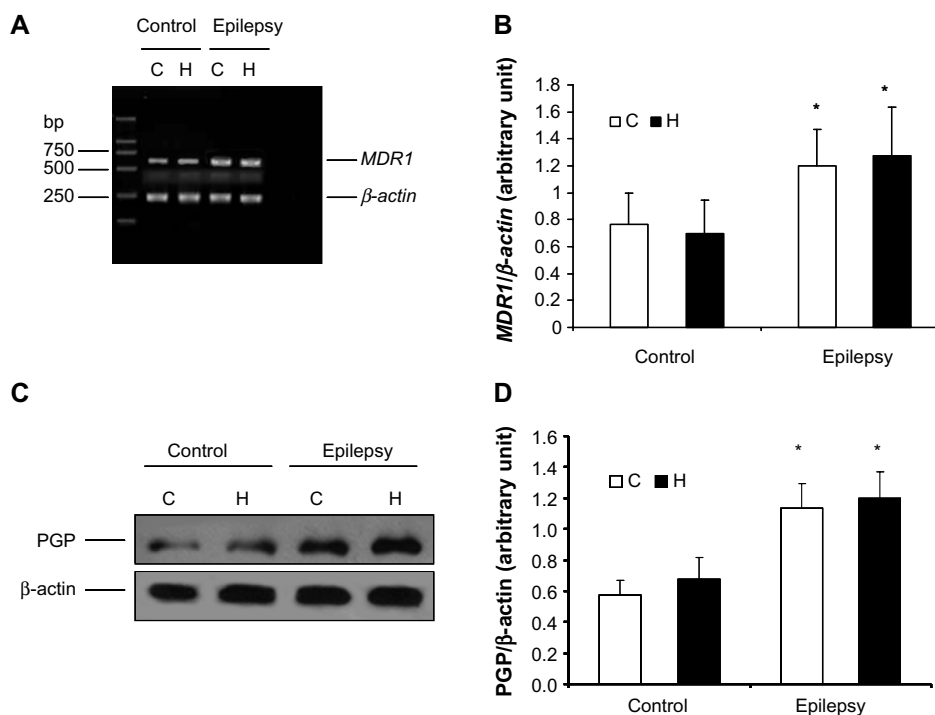 A
Control Epilepsy
C H C H
bp
750
500
250
MDR1
β-actin
B
MDR1/β-actin (arbitrary unit)
1.8
1.6
1.4
1.2
1
0.8
0.6
0.4
0.2
0
C H
* *
Control Epilepsy
C
Control Epilepsy
C H C H
PGP
β-actin
D
PGP/β-actin (arbitrary unit)
1.6
1.4
1.2
1.0
0.8
0.6
0.4
0.2
0.0
C H
* *
Control Epilepsy